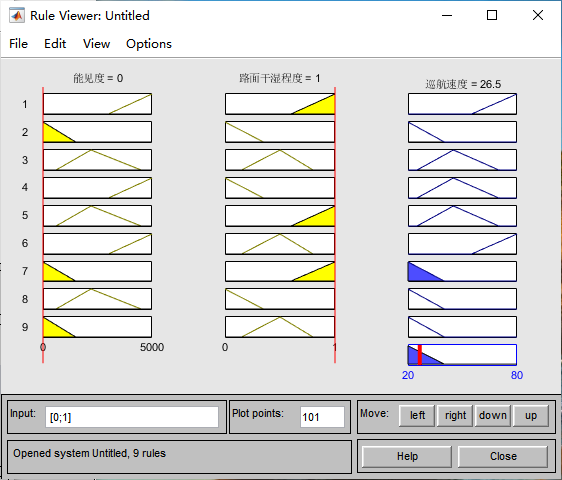 Rule Viewer: Untitled
File Edit View Options
能见度 = 0 路面干湿程度 = 1 巡航速度 = 26.5
1
2
3
4
5
6
7
8
9
0 5000 0 1
20 80
Input: [0;1] Plot points: 101 Move: left right down up
Opened system Untitled, 9 rules Help Close